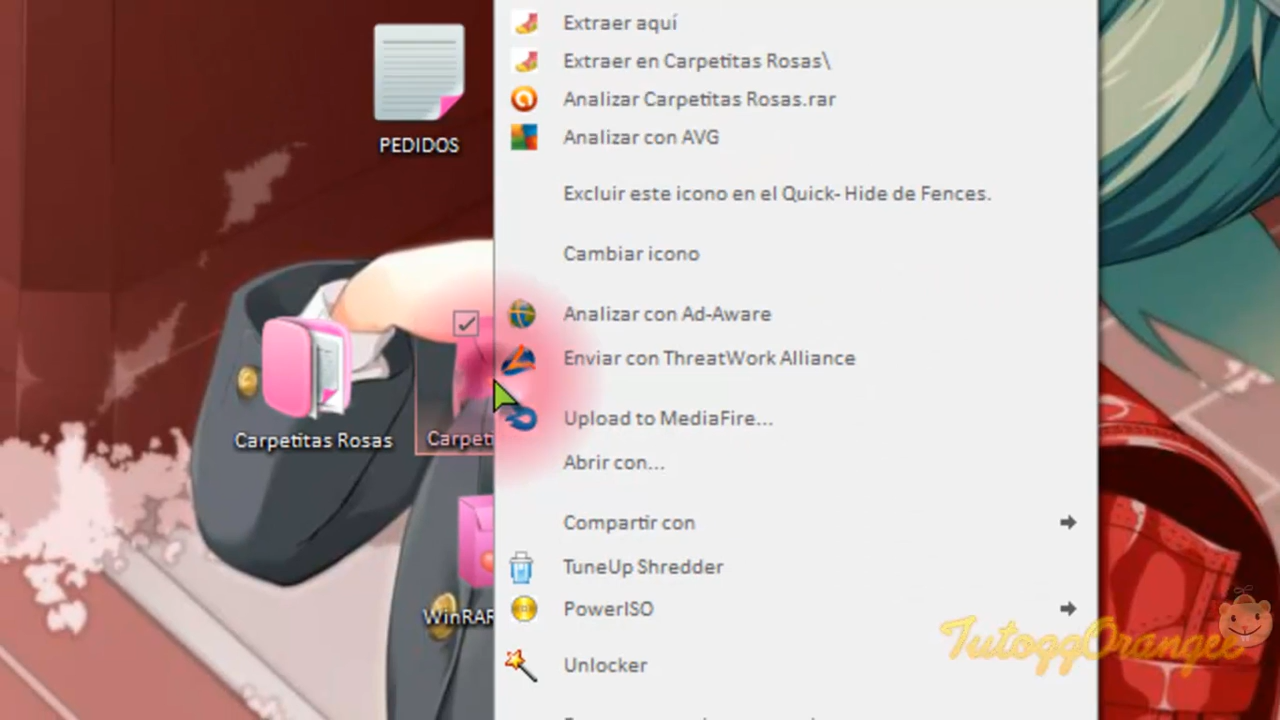 Extraer aquí
Extraer en Carpetitas Rosas\
Analizar Carpetitas Rosas.rar
Analizar con AVG
Excluir este icono en el Quick- Hide de Fences.
Cambiar icono
Analizar con Ad-Aware
Enviar con ThreatWork Alliance
Upload to MediaFire...
Abrir con...
Compartir con
TuneUp Shredder
PowerISO
Unlocker
PEDIDOS
Carpetitas Rosas
Carpeti
WinRAR
TutoggOrangee